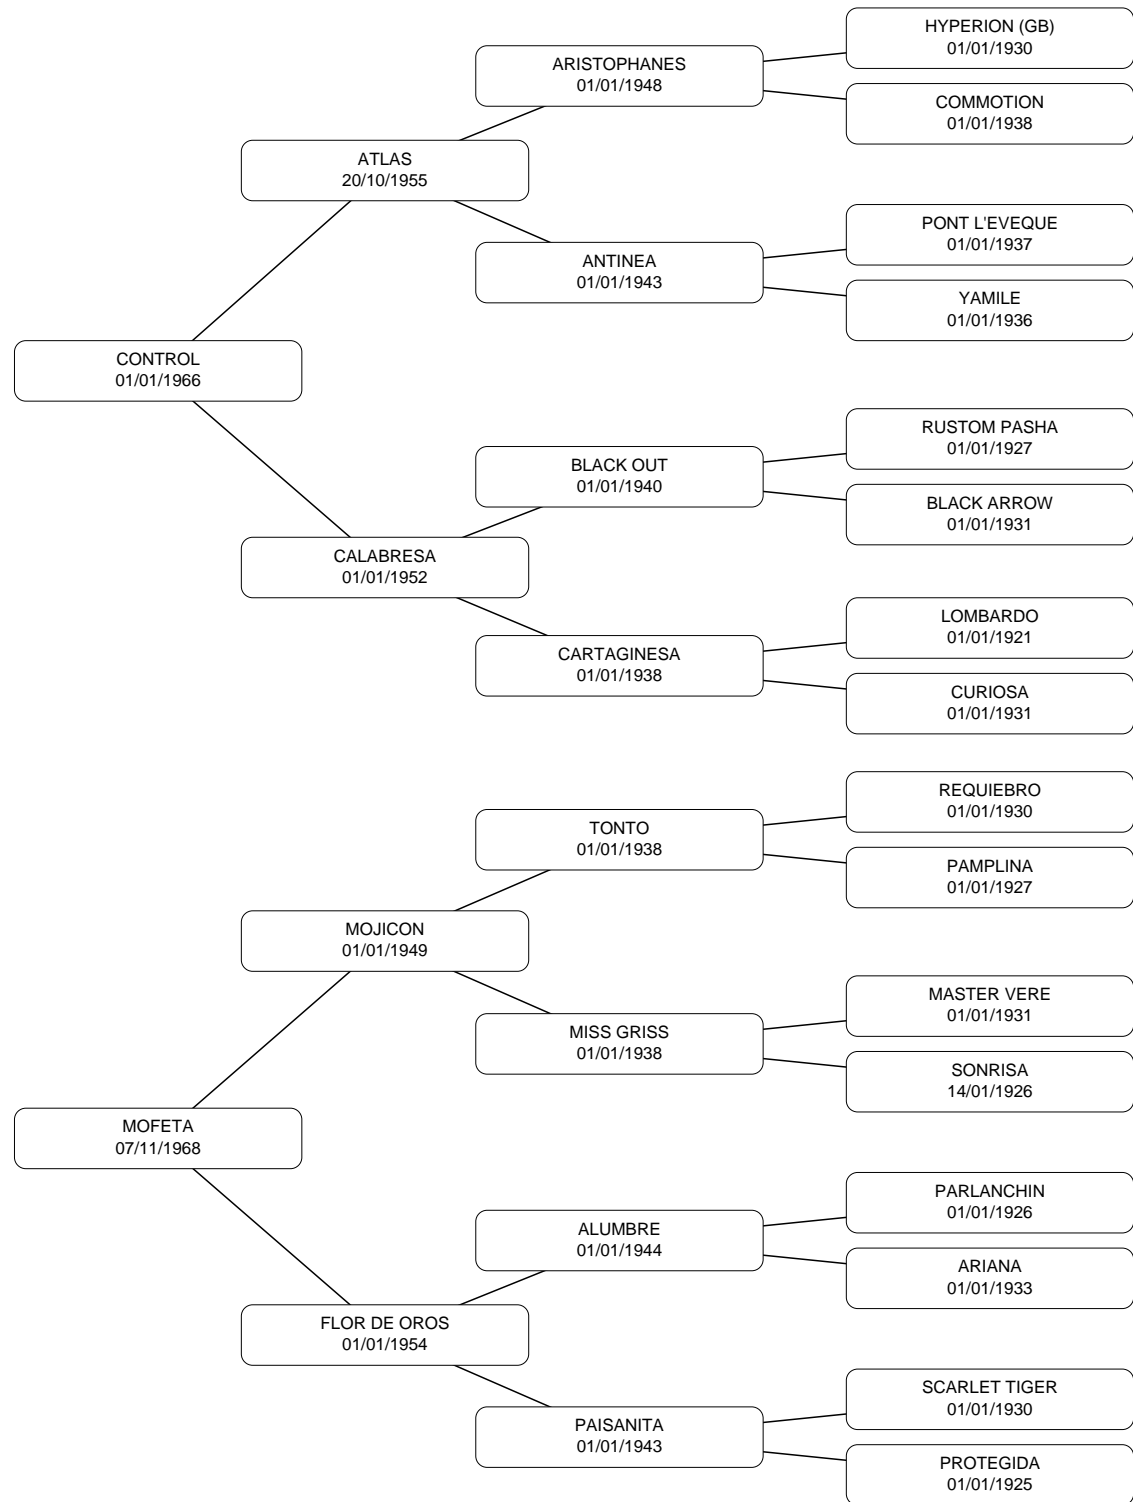 HYPERION (GB)
01/01/1930
ARISTOPHANES
01/01/1948
COMMOTION
01/01/1938
ATLAS
20/10/1955
PONT L'EVEQUE
01/01/1937
ANTINEA
01/01/1943
YAMILE
01/01/1936
CONTROL
01/01/1966
RUSTOM PASHA
01/01/1927
BLACK OUT
01/01/1940
BLACK ARROW
01/01/1931
CALABRESA
01/01/1952
LOMBARDO
01/01/1921
CARTAGINESA
01/01/1938
CURIOSA
01/01/1931
REQUIEBRO
01/01/1930
TONTO
01/01/1938
PAMPLINA
01/01/1927
MOJICON
01/01/1949
MASTER VERE
01/01/1931
MISS GRISS
01/01/1938
SONRISA
14/01/1926
MOFETA
07/11/1968
PARLANCHIN
01/01/1926
ALUMBRE
01/01/1944
ARIANA
01/01/1933
FLOR DE OROS
01/01/1954
SCARLET TIGER
01/01/1930
PAISANITA
01/01/1943
PROTEGIDA
01/01/1925